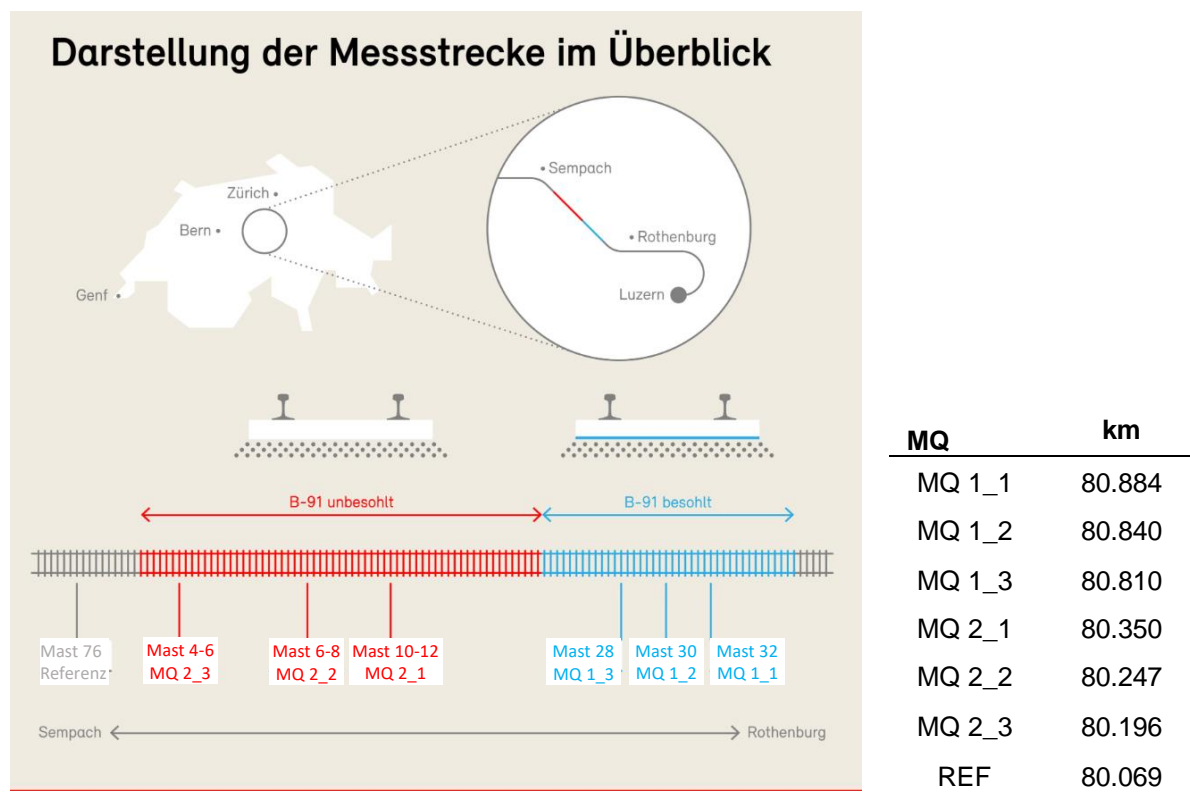 Darstellung der Messstrecke im Überblick
Zürich
Bern
Genf
Sempach
Rothenburg
Luzern
B-91 unbesohlt
B-91 besohlt
Mast 76
Referenz
Mast 4-6
MQ 2_3
Mast 6-8
MQ 2_2
Mast 10-12
MQ 2_1
Mast 28
MQ 1_3
Mast 30
MQ 1_2
Mast 32
MQ 1_1
Sempach
Rothenburg
MQ km
MQ 1_1 80.884
MQ 1_2 80.840
MQ 1_3 80.810
MQ 2_1 80.350
MQ 2_2 80.247
MQ 2_3 80.196
REF 80.069